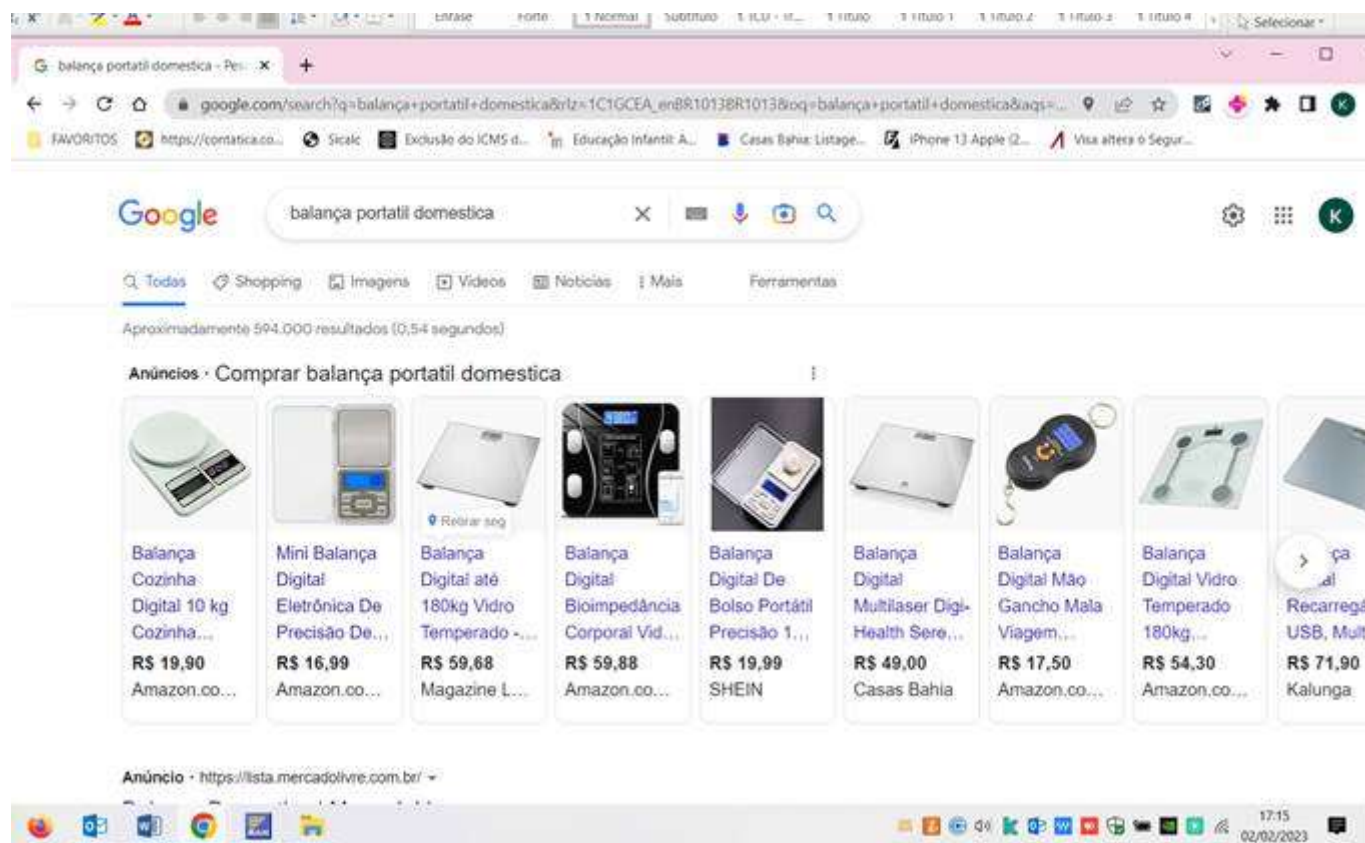 Ênfase Forte 1 Normal Subtítulo 1 Título 1 Título 1 1 Título 2 1 Título 3 1 Título 4 Selecionar
balança portatil domestica - Pes
google.com/search?q=balança+portatil+domestica&rlz=1C1GCEA_enBR1013BR1013&oq=balança+portatil+domestica&aqs=...
FAVORITOS https://contatica.co... Sicalc Exclusão do ICMS d... Educação Infantil: A... Casas Bahia: Listage... iPhone 13 Apple (2... Visa altera o Segur...
Google balança portatil domestica K
Todas Shopping Imagens Vídeos Notícias Mais Ferramentas
Aproximadamente 594.000 resultados (0,54 segundos)
Anúncios · Comprar balança portatil domestica
Balança
Cozinha
Digital 10 kg
Cozinha...
R$ 19,90
Amazon.co...
Mini Balança
Digital
Eletrônica De
Precisão De...
R$ 16,99
Amazon.co...
Retirar seg
Balança
Digital até
180kg Vidro
Temperado -...
R$ 59,68
Magazine L...
Balança
Digital
Bioimpedância
Corporal Vid...
R$ 59,88
Amazon.co...
Balança
Digital De
Bolso Portátil
Precisão 1...
R$ 19,99
SHEIN
Balança
Digital
Multilaser Digi-
Health Sere...
R$ 49,00
Casas Bahia
Balança
Digital Mão
Gancho Mala
Viagem...
R$ 17,50
Amazon.co...
Balança
Digital Vidro
Temperado
180kg...
R$ 54,30
Amazon.co...
Recarregá
USB, Mult
R$ 71,90
Kalunga
Anúncio · https://lista.mercadolivre.com.br/
17:15
02/02/2023